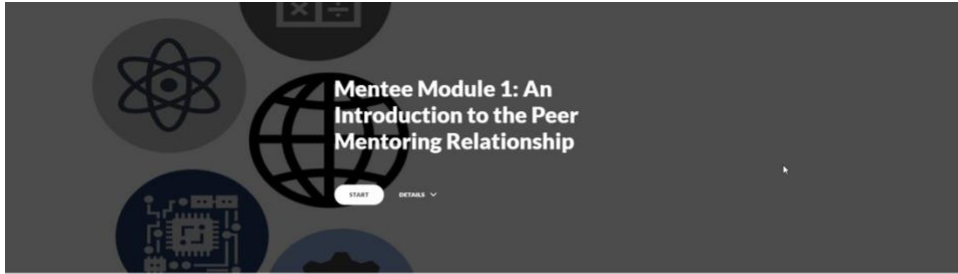 Mentee Module 1: An
Introduction to the Peer
Mentoring Relationship
START DETAILS